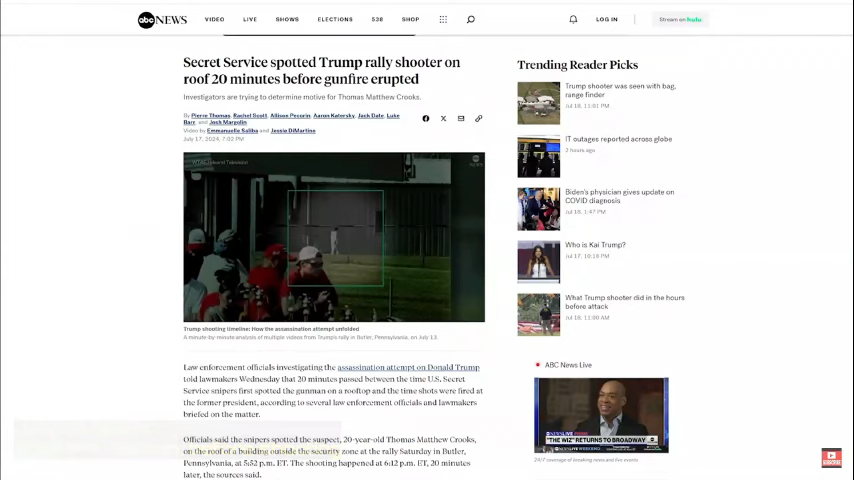 abc NEWS VIDEO LIVE SHOWS ELECTIONS 538 SHOP LOG IN Stream on hulu
Secret Service spotted Trump rally shooter on
roof 20 minutes before gunfire erupted
Investigators are trying to determine motive for Thomas Matthew Crooks.
By Pierre Thomas, Rachel Scott, Allison Pecorin, Aaron Katersky, Jack Date, Luke
Barr, and Josh Margolin
Video by Emmanuelle Saliba and Jessie DiMartino
July 17, 2024, 7:02 PM
Trump shooting timeline: How the assassination attempt unfolded
A minute-by-minute analysis of multiple videos from Trump's rally in Butler, Pennsylvania, on July 13.
Law enforcement officials investigating the assassination attempt on Donald Trump
told lawmakers Wednesday that 20 minutes passed between the time U.S. Secret
Service snipers first spotted the gunman on a rooftop and the time shots were fired at
the former president, according to several law enforcement officials and lawmakers
briefed on the matter.
Officials said the snipers spotted the suspect, 20-year-old Thomas Matthew Crooks,
on the roof of a building outside the security zone at the rally Saturday in Butler,
Pennsylvania, at 5:52 p.m. ET. The shooting happened at 6:12 p.m. ET, 20 minutes
later, the sources said.
Trending Reader Picks
Trump shooter was seen with bag,
range finder
Jul 18, 11:01 PM
IT outages reported across globe
2 hours ago
Biden's physician gives update on
COVID diagnosis
Jul 18, 1:47 PM
Who is Kai Trump?
Jul 17, 10:18 PM
What Trump shooter did in the hours
before attack
Jul 18, 11:00 AM
ABC News Live
"THE WIZ" RETURNS TO BROADWAY
24/7 coverage of breaking news and live events